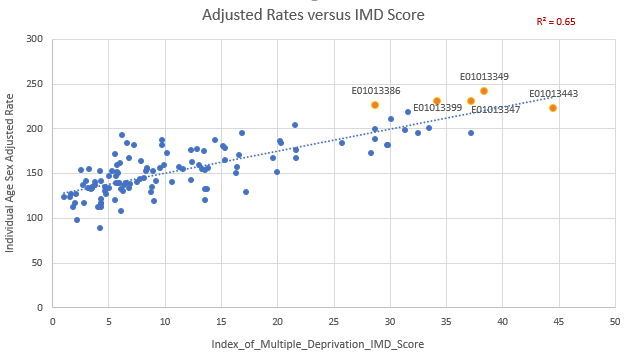 Adjusted Rates versus IMD Score
R² = 0.65
300
250
200
150
100
50
0
E01013386
E01013349
E01013443
E01013399
E01013347
0
5
10
15
20
25
30
35
40
45
50
Individual Age Sex Adjusted Rate
Index_of_Multiple_Deprivation_IMD_Score